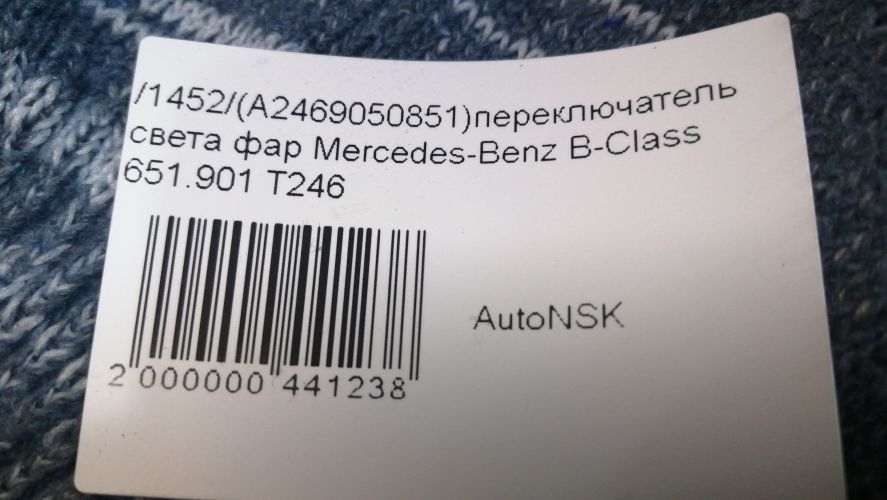 /1452/(A2469050851)переключатель
света фар Mercedes-Benz B-Class
651.901 T246
AutoNSK
2 000000 441238